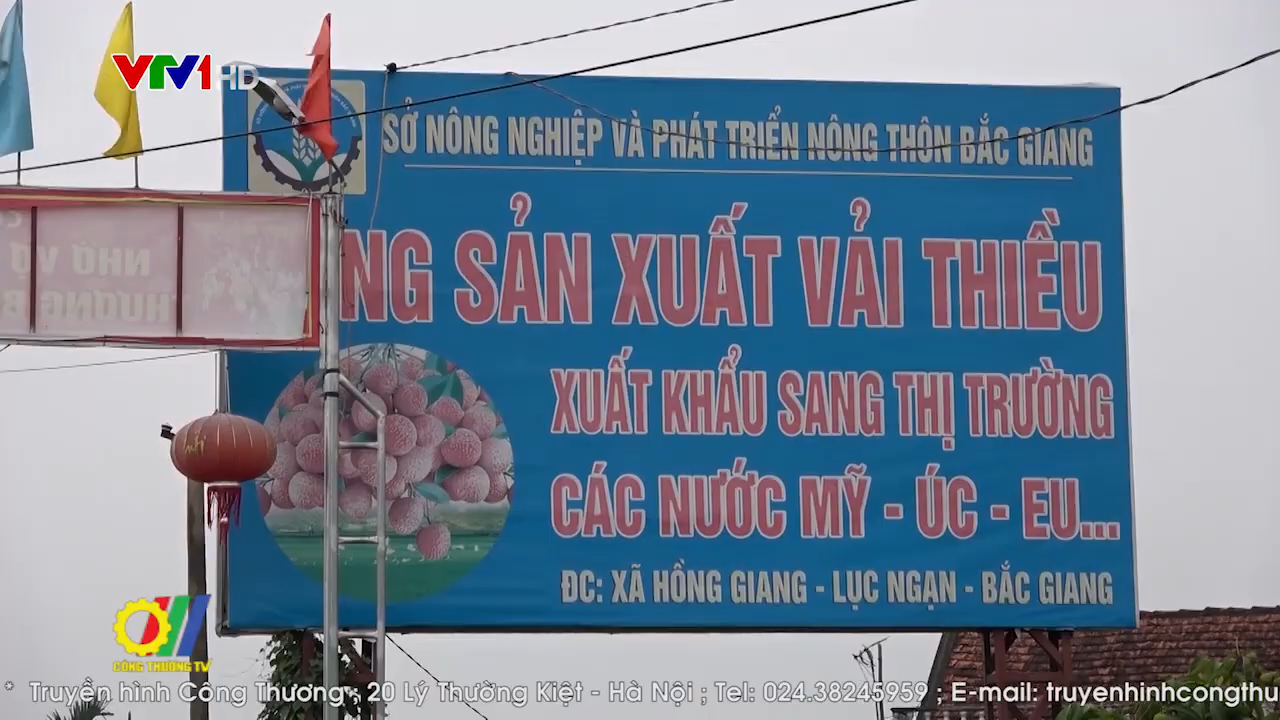 VTV1 HD
SỞ NÔNG NGHIỆP VÀ PHÁT TRIỂN NÔNG THÔN BẮC GIANG
NG SẢN XUẤT VẢI THIỀU
XUẤT KHẨU SANG THỊ TRƯỜNG
CÁC NƯỚC MỸ - ÚC - EU...
ĐC: XÃ HỒNG GIANG - LỤC NGẠN - BẮC GIANG
NHỚ VỢ
CÔNG THƯƠNG TV
* Truyền hình Công Thương ; 20 Lý Thường Kiệt - Hà Nội ; Tel: 024.38245959 ; E-mail: truyenhinhcongthu